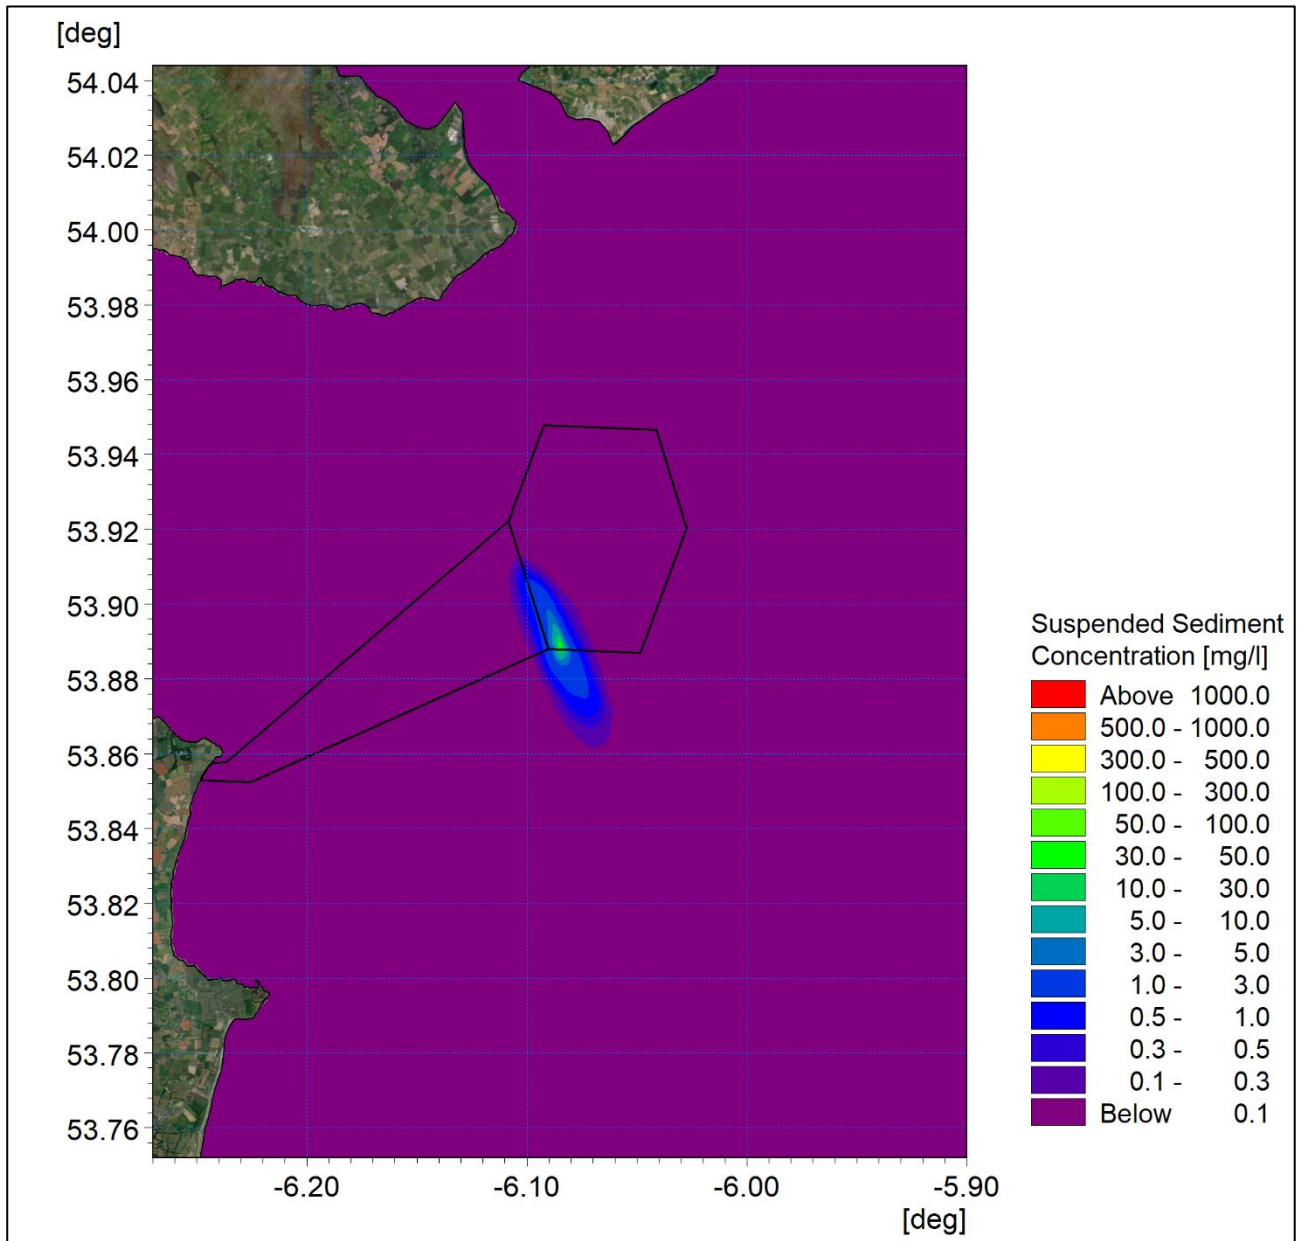 [deg]
54.04
54.02
54.00
53.98
53.96
53.94
53.92
53.90
53.88
53.86
53.84
53.82
53.80
53.78
53.76
-6.20 -6.10 -6.00 -5.90
[deg]
Suspended Sediment
Concentration [mg/l]
Above 1000.0
500.0 - 1000.0
300.0 - 500.0
100.0 - 300.0
50.0 - 100.0
30.0 - 50.0
10.0 - 30.0
5.0 - 10.0
3.0 - 5.0
1.0 - 3.0
0.5 - 1.0
0.3 - 0.5
0.1 - 0.3
Below 0.1